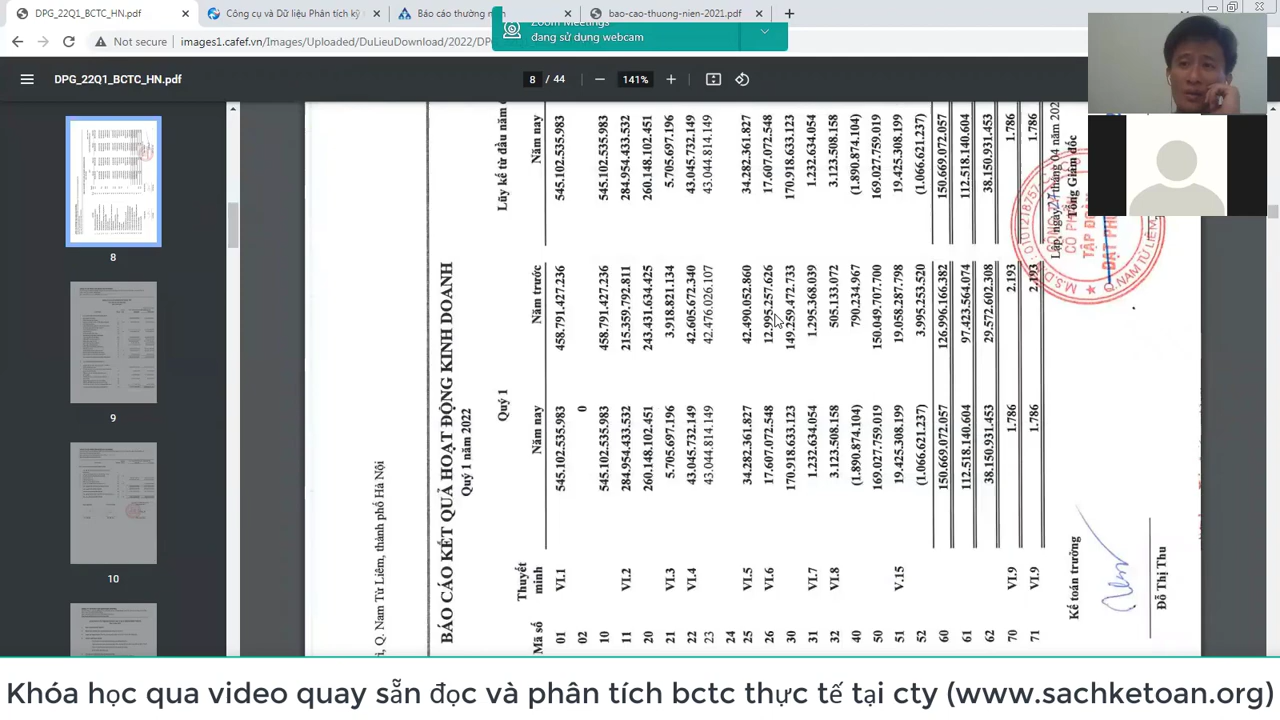 DPG_22Q1_BCTC_HN.pdf
Công cụ và Dữ liệu Phân tích kỹ
Báo cáo thường n
bao-cao-thuong-nien-2021.pdf
Zoom Meetings
đang sử dụng webcam
Not secure
images1.cafef.vn/Images/Uploaded/DuLieuDownload/2022/DP
DPG_22Q1_BCTC_HN.pdf
8 / 44
141%
8
9
10
i, Q. Nam Từ Liêm, thành phố Hà Nội
BÁO CÁO KẾT QUẢ HOẠT ĐỘNG KINH DOANH
Quý 1 năm 2022
Quý 1
Lũy kế từ đầu năm
Mã số Thuyết minh Năm nay Năm trước Năm nay
01 VI.1 545.102.535.983 458.791.427.236 545.102.535.983
02 0
10 545.102.535.983 458.791.427.236 545.102.535.983
11 VI.2 284.954.433.532 215.359.792.811 284.954.433.532
20 260.148.102.451 243.431.634.425 260.148.102.451
21 VI.3 5.705.697.196 3.918.821.134 5.705.697.196
22 VI.4 43.045.732.149 42.605.672.340 43.045.732.149
23 43.044.814.149 42.476.026.107 43.044.814.149
24
25 VI.5 34.282.361.827 42.490.052.860 34.282.361.827
26 VI.6 17.607.072.548 12.995.257.626 17.607.072.548
30 170.918.633.123 149.259.472.733 170.918.633.123
31 VI.7 1.232.634.054 1.295.368.039 1.232.634.054
32 VI.8 3.123.508.158 505.133.072 3.123.508.158
40 (1.890.874.104) 790.234.967 (1.890.874.104)
50 169.027.759.019 150.049.707.700 169.027.759.019
51 V.15 19.425.308.199 19.058.287.798 19.425.308.199
52 (1.066.621.237) 3.995.253.520 (1.066.621.237)
60 150.669.072.057 126.996.166.382 150.669.072.057
61 112.518.140.604 97.423.564.074 112.518.140.604
62 38.150.931.453 29.572.602.308 38.150.931.453
70 VI.9 1.786 2.193 1.786
71 VI.9 1.786 2.193 1.786
Lập, ngày 27 tháng 04 năm 202
Kế toán trưởng
Tổng Giám đốc
M.S.D.N: 0101218757
CÔNG TY
CỔ PHẦN
TẬP ĐOÀN
ĐẠT PH
Q. NAM TỪ LIÊM
Đỗ Thị Thu
Khóa học qua video quay sẵn đọc và phân tích bctc thực tế tại cty (www.sachketoan.org)